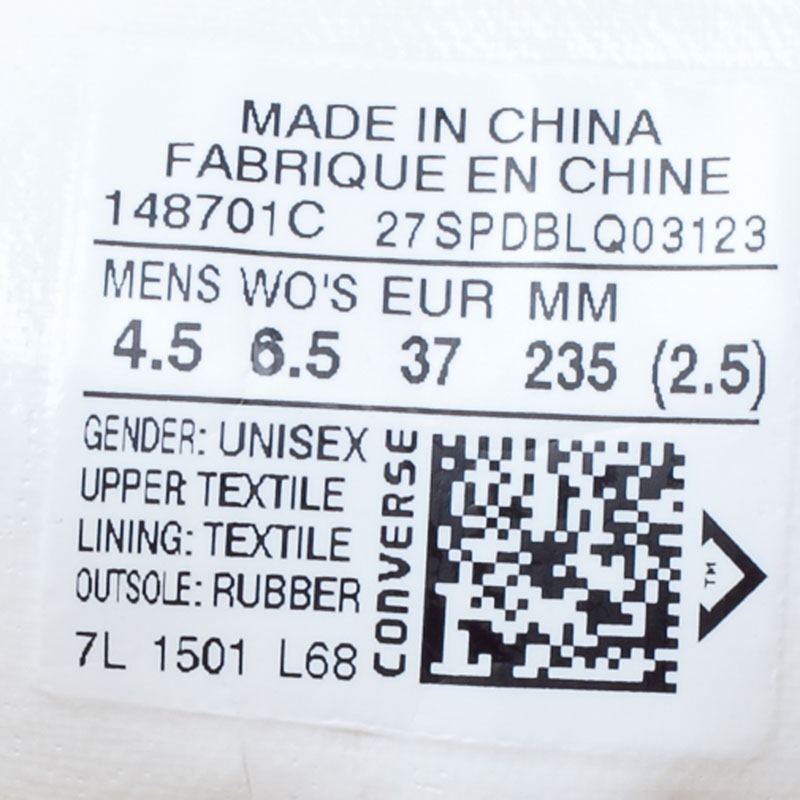 MADE IN CHINA
FABRIQUE EN CHINE
148701C 27SPDBLQ03123
MENS WO'S EUR MM
4.5 6.5 37 235 (2.5)
GENDER: UNISEX
UPPER TEXTILE
LINING: TEXTILE
OUTSOLE: RUBBER
7L 1501 L68
CONVERSE
TM